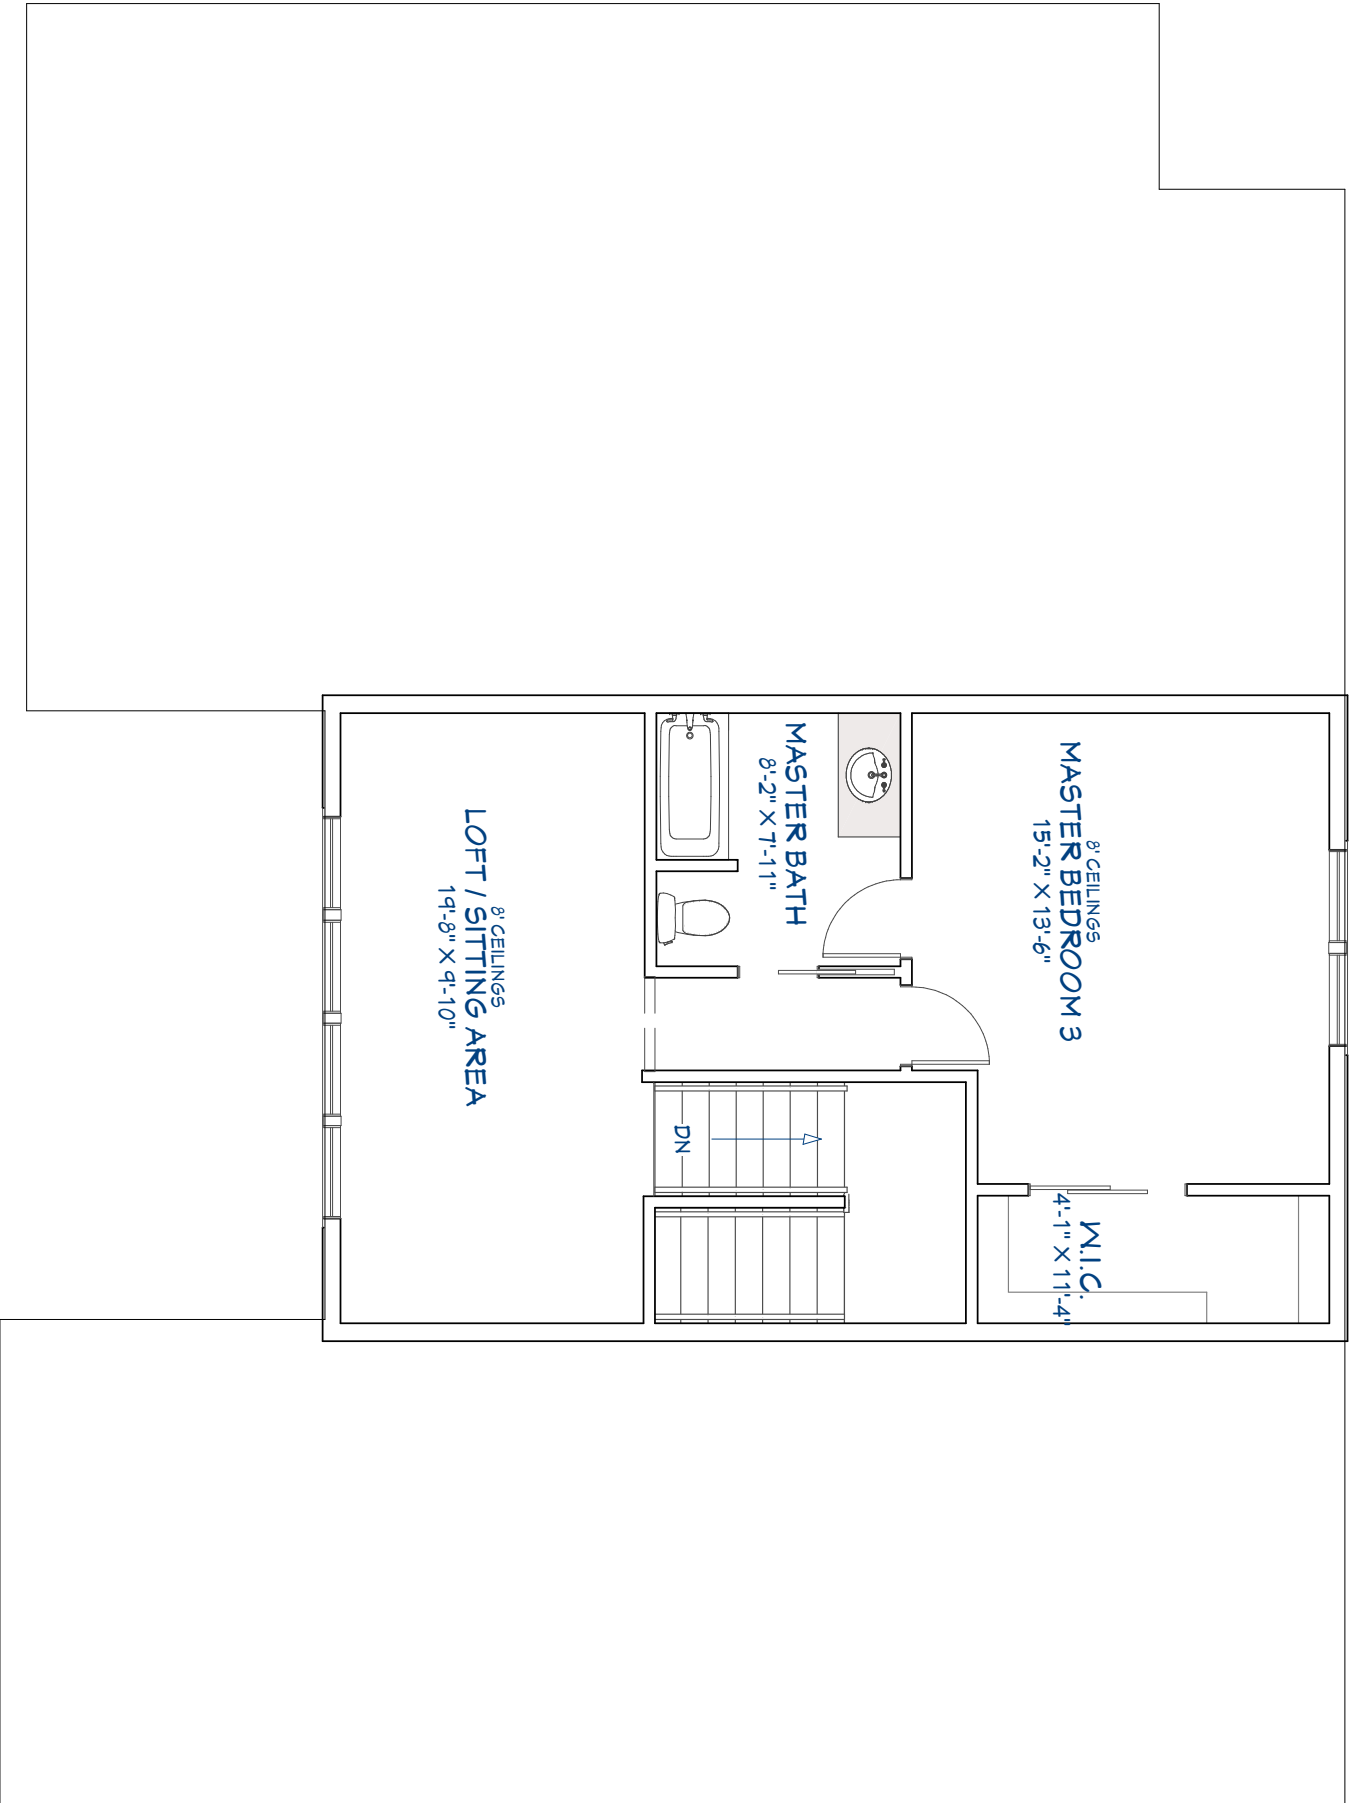 8' CEILINGS
MASTER BEDROOM 3
15'-2" X 13'-6"
W.I.C.
4'-1" X 11'-4"
MASTER BATH
8'-2" X 7'-11"
DN
8' CEILINGS
LOFT / SITTING AREA
19'-8" X 9'-10"